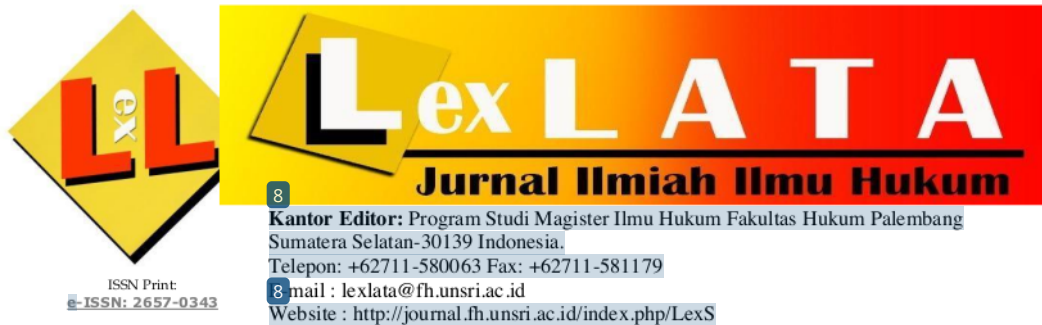 L ex L
Lex LATA
Jurnal Ilmiah Ilmu Hukum
8
Kantor Editor: Program Studi Magister Ilmu Hukum Fakultas Hukum Palembang
Sumatera Selatan-30139 Indonesia.
Telepon: +62711-580063 Fax: +62711-581179
8 mail : lexlata@fh.unsri.ac.id
Website : http://journal.fh.unsri.ac.id/index.php/LexS
ISSN Print:
e-ISSN: 2657-0343